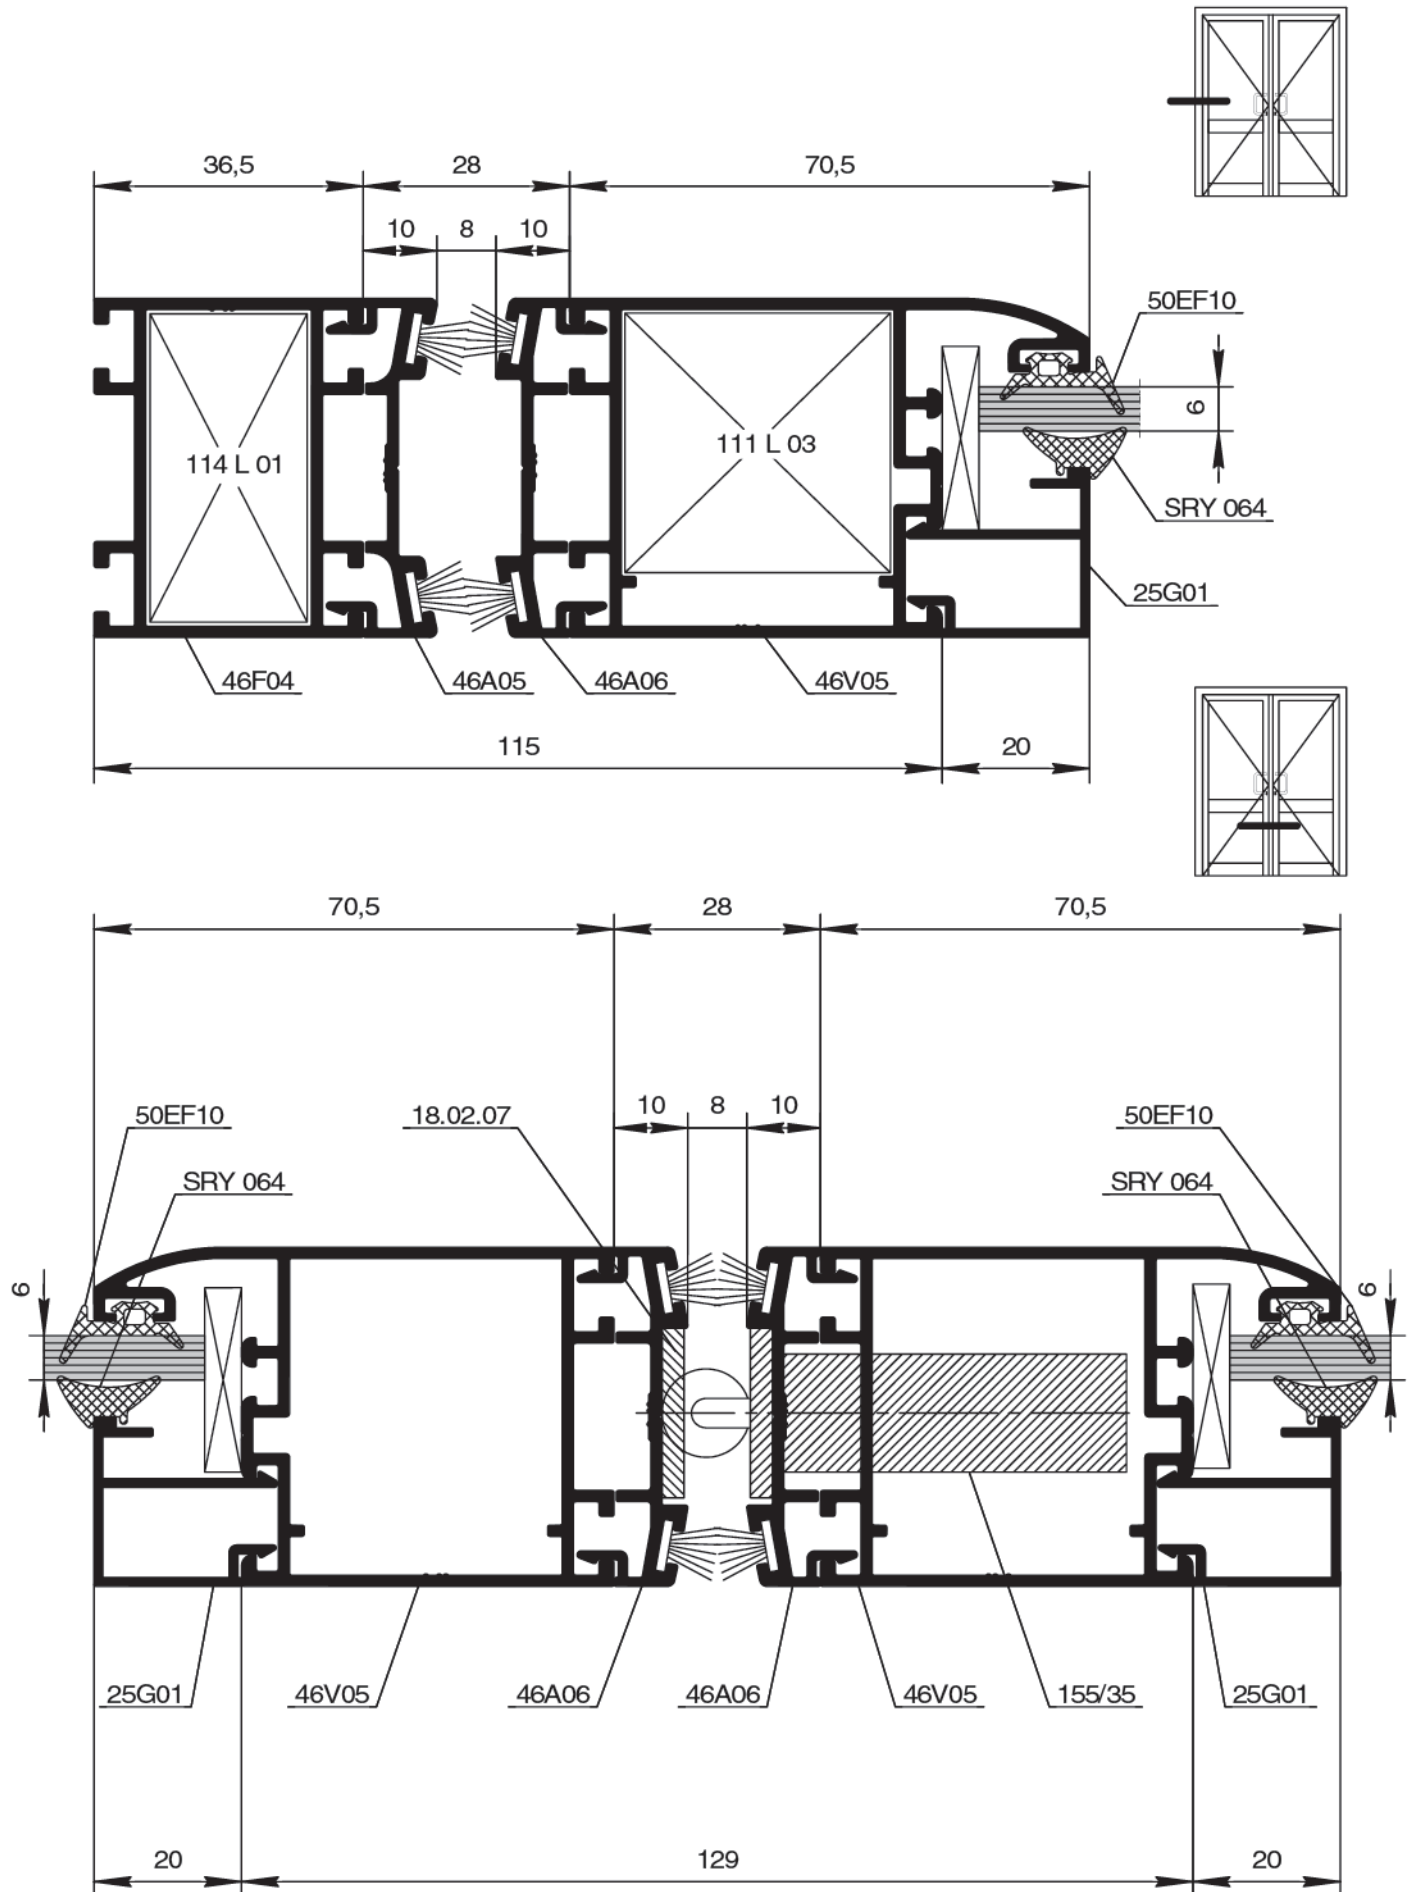 36,5 28 70,5
10 8 10
50EF10
6
114 L 01 111 L 03
SRY 064
25G01
46F04 46A05 46A06 46V05
115 20
70,5 28 70,5
10 8 10
50EF10 18.02.07 50EF10
SRY 064 SRY 064
6 6
25G01 46V05 46A06 46A06 46V05 155/35 25G01
20 129 20